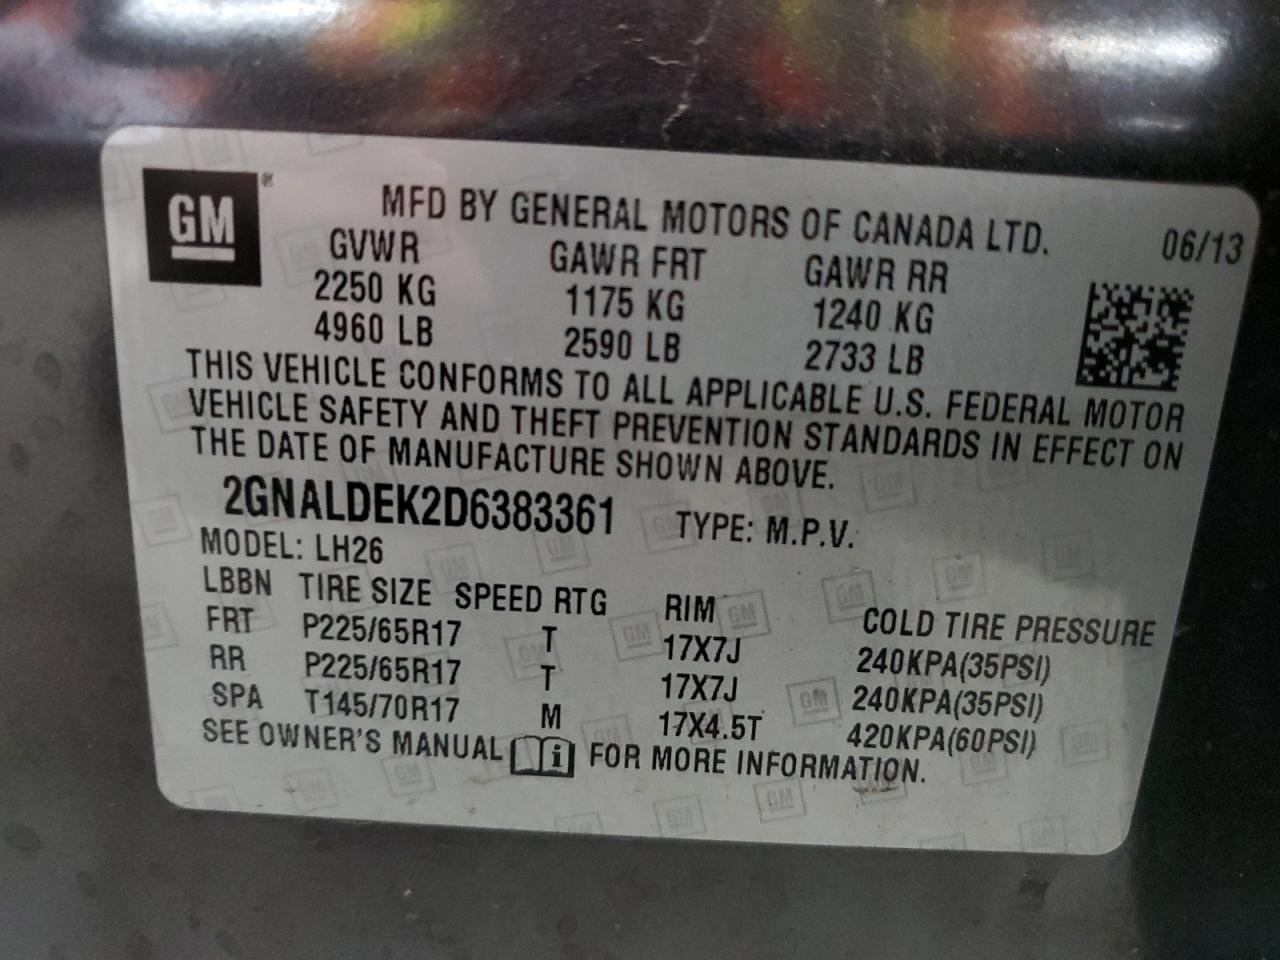 GM®
MFD BY GENERAL MOTORS OF CANADA LTD.
06/13
GVWR GAWR FRT GAWR RR
2250 KG 1175 KG 1240 KG
4960 LB 2590 LB 2733 LB
THIS VEHICLE CONFORMS TO ALL APPLICABLE U.S. FEDERAL MOTOR
VEHICLE SAFETY AND THEFT PREVENTION STANDARDS IN EFFECT ON
THE DATE OF MANUFACTURE SHOWN ABOVE.
2GNALDEK2D6383361 TYPE: M.P.V.
MODEL: LH26
LBBN TIRE SIZE SPEED RTG RIM COLD TIRE PRESSURE
FRT P225/65R17 T 17X7J 240KPA(35PSI)
RR P225/65R17 T 17X7J 240KPA(35PSI)
SPA T145/70R17 M 17X4.5T 420KPA(60PSI)
SEE OWNER'S MANUAL i FOR MORE INFORMATION.